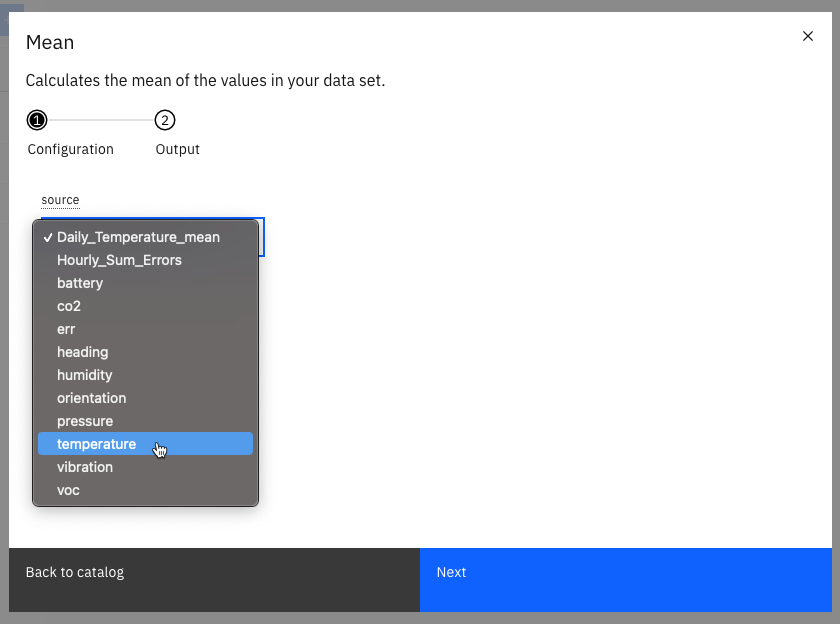 Mean
Calculates the mean of the values in your data set.
1 2
Configuration Output
source
✓ Daily_Temperature_mean
Hourly_Sum_Errors
battery
co2
err
heading
humidity
orientation
pressure
temperature
vibration
voc
Back to catalog Next